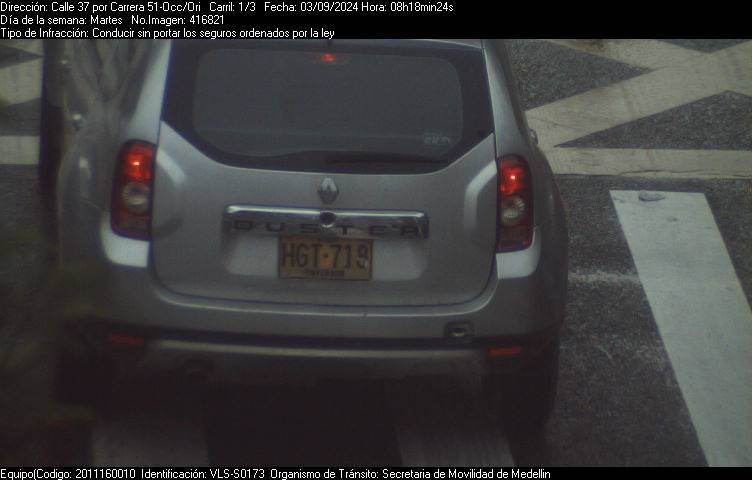 Dirección: Calle 37 por Carrera 51-Occ/Ori Carril: 1/3 Fecha: 03/09/2024 Hora: 08h18min24s
Día de la semana: Martes No.Imagen: 416821
Tipo de Infracción: Conducir sin portar los seguros ordenados por la ley
DUSTER
HGT·719
ENVIGADO
Equipo(Codigo: 2011160010 Identificación: VLS-S0173 Organismo de Tránsito: Secretaria de Movilidad de Medellin